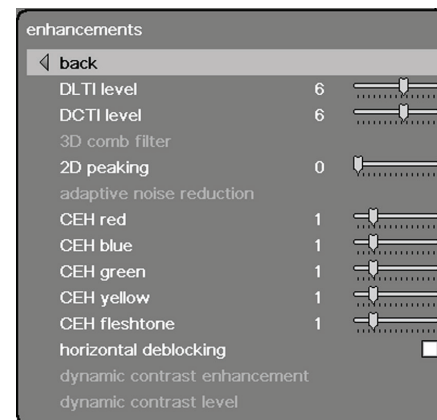 enhancements
back
DLTI level 6
DCTI level 6
3D comb filter
2D peaking 0
adaptive noise reduction
CEH red 1
CEH blue 1
CEH green 1
CEH yellow 1
CEH fleshtone 1
horizontal deblocking
dynamic contrast enhancement
dynamic contrast level